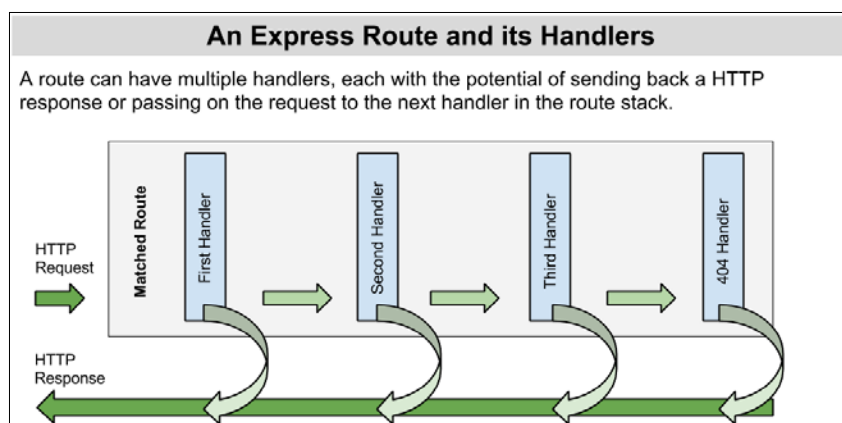 An Express Route and its Handlers
A route can have multiple handlers, each with the potential of sending back a HTTP
response or passing on the request to the next handler in the route stack.
HTTP
Request
Matched Route
First Handler
Second Handler
Third Handler
404 Handler
HTTP
Response